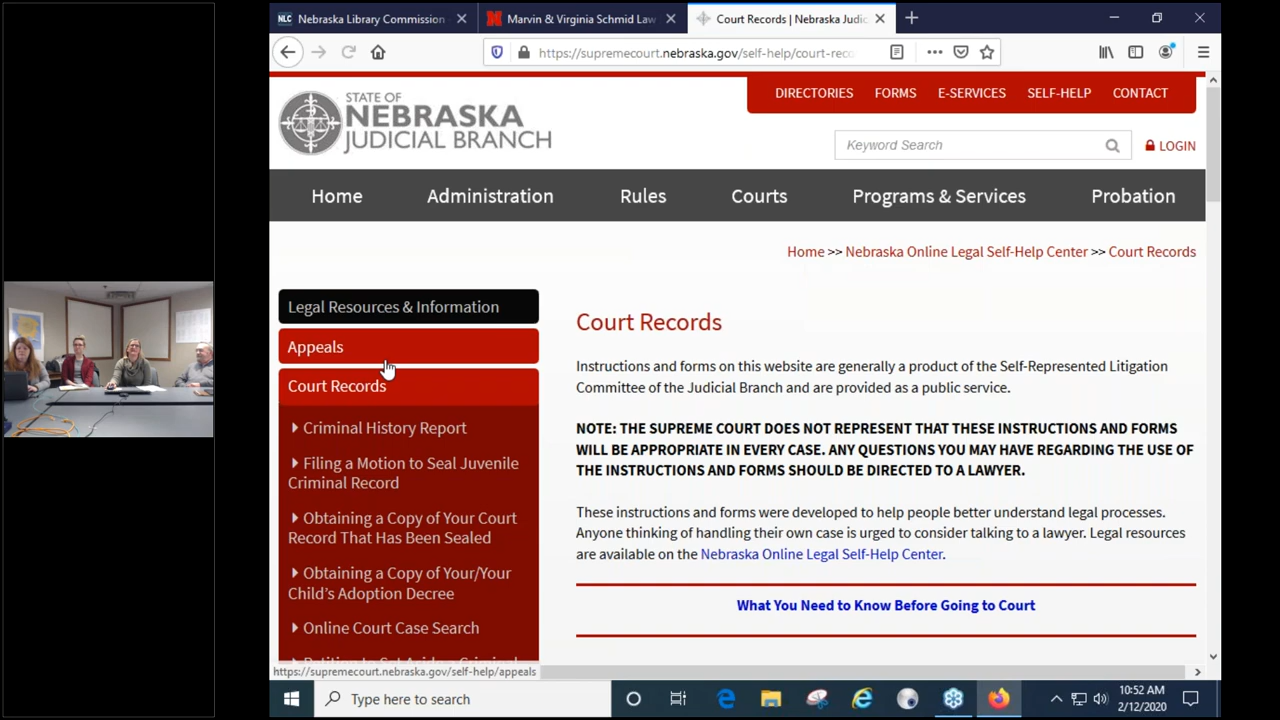 NLC Nebraska Library Commission
Marvin & Virginia Schmid Law
Court Records | Nebraska Judic
https://supremecourt.nebraska.gov/self-help/court-reco
STATE OF
NEBRASKA
JUDICIAL BRANCH
DIRECTORIES FORMS E-SERVICES SELF-HELP CONTACT
Keyword Search
LOGIN
Home Administration Rules Courts Programs & Services Probation
Home >> Nebraska Online Legal Self-Help Center >> Court Records
Legal Resources & Information
Appeals
Court Records
Criminal History Report
Filing a Motion to Seal Juvenile
Criminal Record
Obtaining a Copy of Your Court
Record That Has Been Sealed
Obtaining a Copy of Your/Your
Child's Adoption Decree
Online Court Case Search
Court Records
Instructions and forms on this website are generally a product of the Self-Represented Litigation
Committee of the Judicial Branch and are provided as a public service.
NOTE: THE SUPREME COURT DOES NOT REPRESENT THAT THESE INSTRUCTIONS AND FORMS
WILL BE APPROPRIATE IN EVERY CASE. ANY QUESTIONS YOU MAY HAVE REGARDING THE USE OF
THE INSTRUCTIONS AND FORMS SHOULD BE DIRECTED TO A LAWYER.
These instructions and forms were developed to help people better understand legal processes.
Anyone thinking of handling their own case is urged to consider talking to a lawyer. Legal resources
are available on the Nebraska Online Legal Self-Help Center.
What You Need to Know Before Going to Court
https://supremecourt.nebraska.gov/self-help/appeals
Type here to search
10:52 AM
2/12/2020